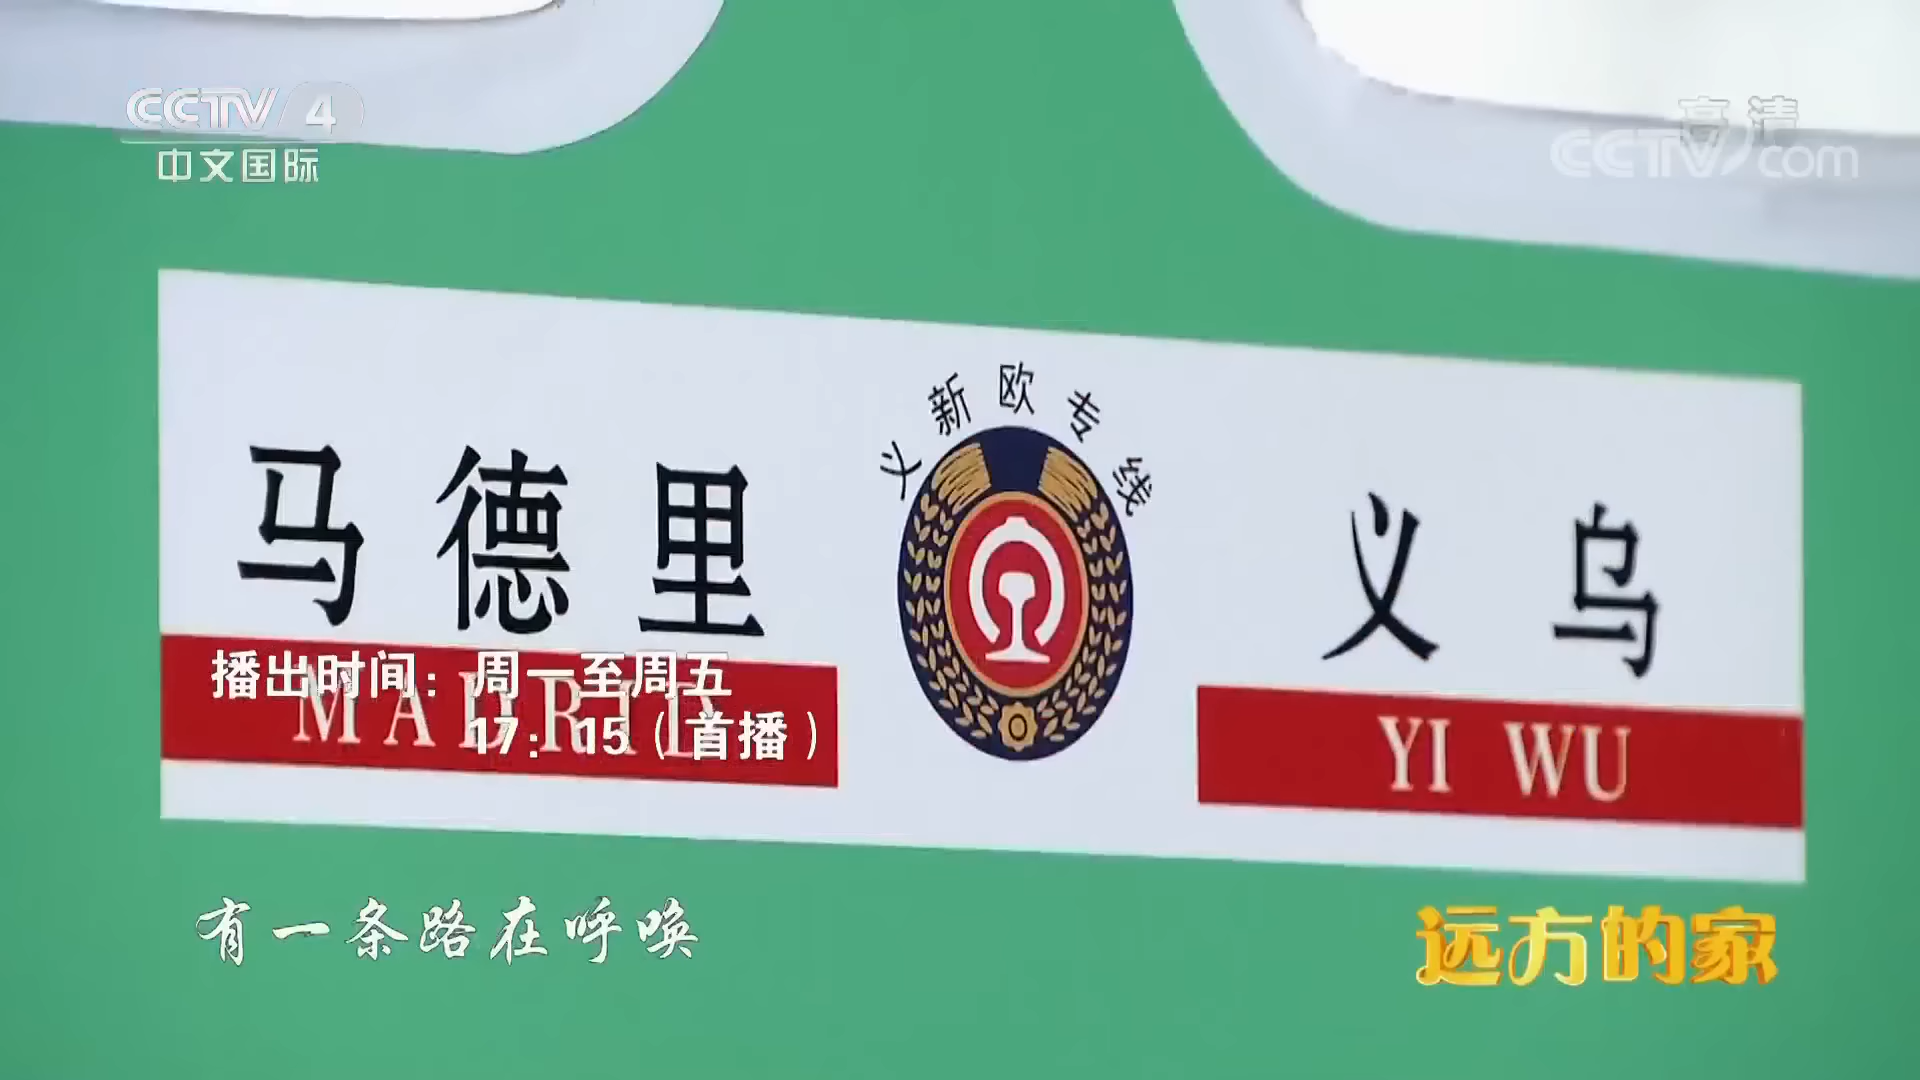 CCTV 4
中文国际
高清
CCTV com
义新欧专线
马德里
义乌
MADRID
YI WU
播出时间：周一至周五
17：15（首播）
有一条路在呼唤
远方的家